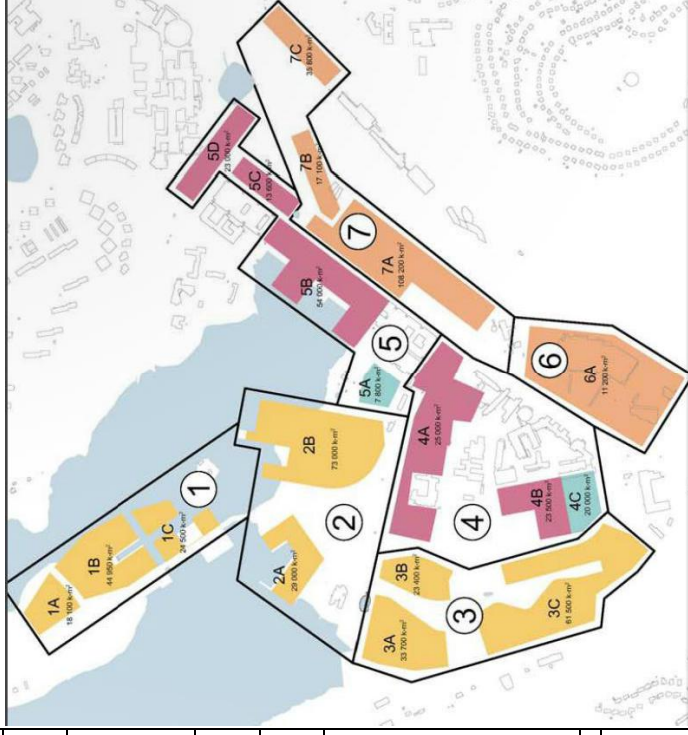 7C
35 800 k-m²
5D
23 000 k-m²
5C
13 600 k-m²
7B
17 100 k-m²
7
7A
108 200 k-m²
5B
54 000 k-m²
5
5A
7 800 k-m²
6
6A
11 200 k-m²
4A
25 000 k-m²
4B
23 500 k-m²
4C
20 000 k-m²
4
2B
73 000 k-m²
2
2A
29 000 k-m²
1
1C
24 500 k-m²
1B
44 950 k-m²
1A
18 100 k-m²
3B
23 400 k-m²
3A
33 700 k-m²
3
3C
61 500 k-m²